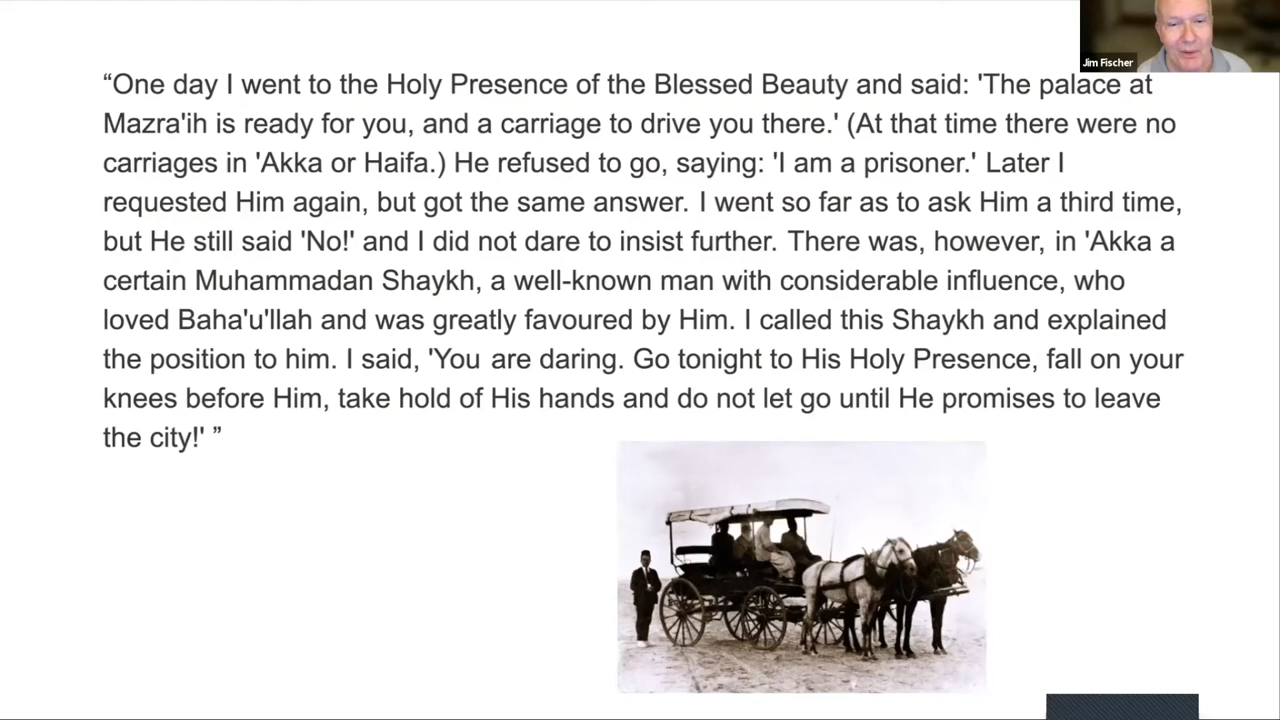 Jim Fischer
“One day I went to the Holy Presence of the Blessed Beauty and said: 'The palace at
Mazra'ih is ready for you, and a carriage to drive you there.' (At that time there were no
carriages in 'Akka or Haifa.) He refused to go, saying: 'I am a prisoner.' Later I
requested Him again, but got the same answer. I went so far as to ask Him a third time,
but He still said 'No!' and I did not dare to insist further. There was, however, in 'Akka a
certain Muhammadan Shaykh, a well-known man with considerable influence, who
loved Baha'u'llah and was greatly favoured by Him. I called this Shaykh and explained
the position to him. I said, 'You are daring. Go tonight to His Holy Presence, fall on your
knees before Him, take hold of His hands and do not let go until He promises to leave
the city!' ”